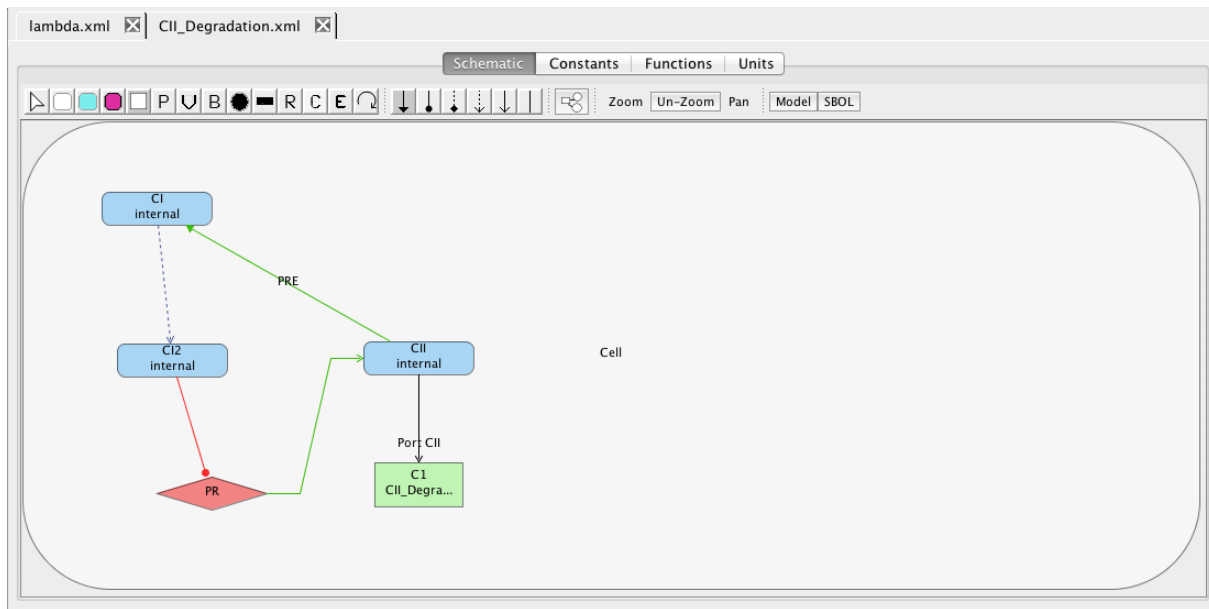 lambda.xml CII_Degradation.xml
Schematic Constants Functions Units
P V B R C E Zoom Un-Zoom Pan Model SBOL
CI
internal
PRE
CI2
internal
CII
internal
Cell
Port CII
PR
C1
CII_Degra...